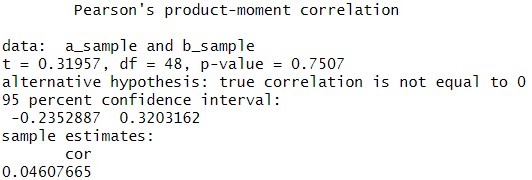 Pearson's product-moment correlation
data:  a_sample and b_sample
t = 0.31957, df = 48, p-value = 0.7507
alternative hypothesis: true correlation is not equal to 0
95 percent confidence interval:
 -0.2352887  0.3203162
sample estimates:
       cor
0.04607665